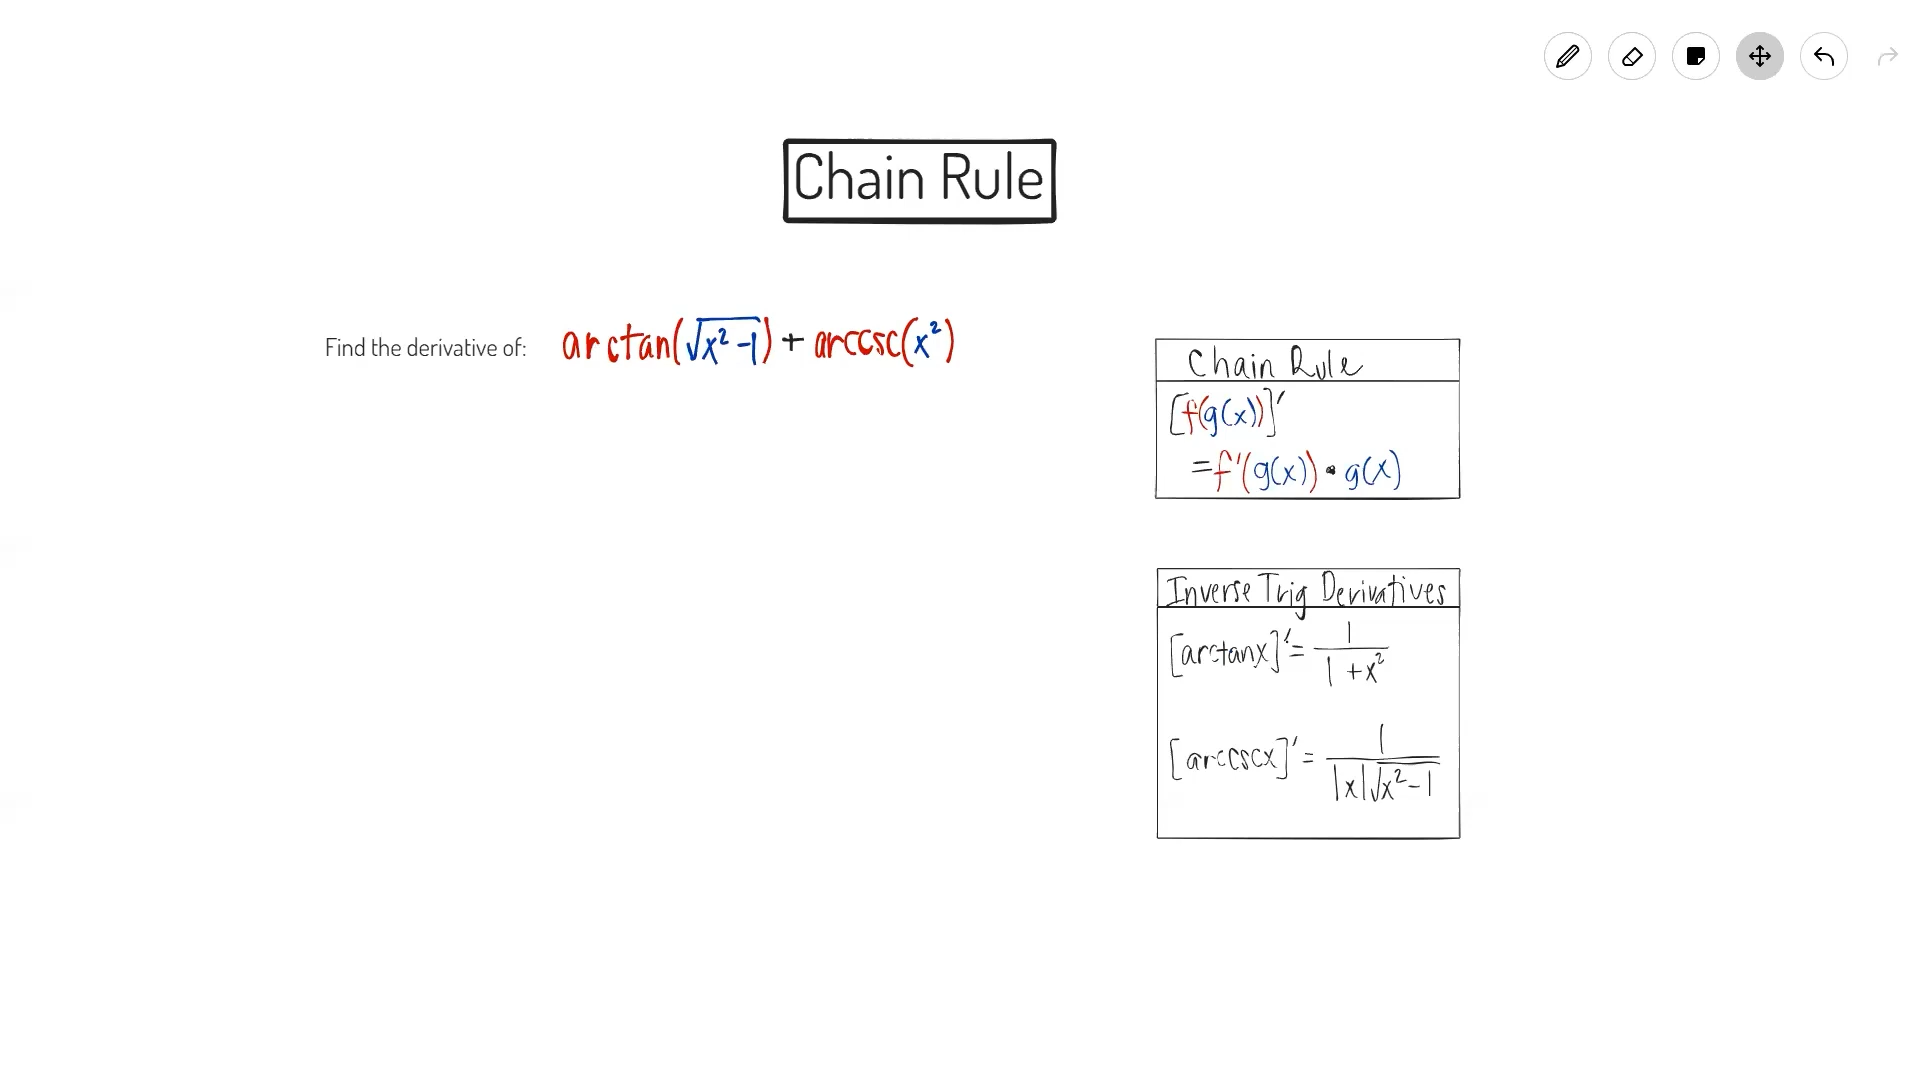 Chain Rule
Find the derivative of: arctan(√(x²-1)) + arccsc(x²)
Chain Rule
[f(g(x))]′
=f′(g(x)) • g(x)
Inverse Trig Derivatives
[arctanx]′= 1/(1+x²)
[arccscx]′= 1/(|x|√(x²-1))